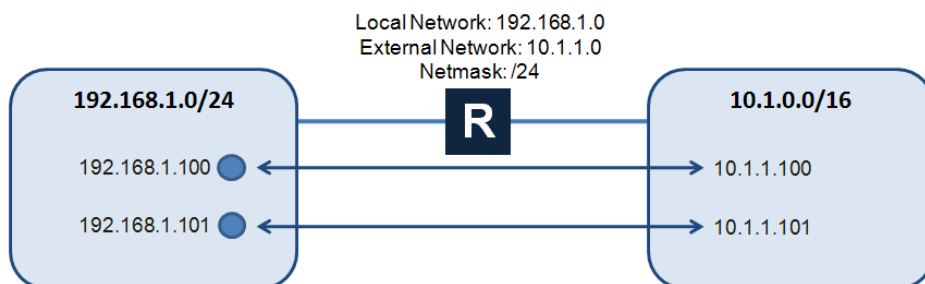 Local Network: 192.168.1.0
External Network: 10.1.1.0
Netmask: /24
192.168.1.0/24
R
10.1.0.0/16
192.168.1.100
10.1.1.100
192.168.1.101
10.1.1.101